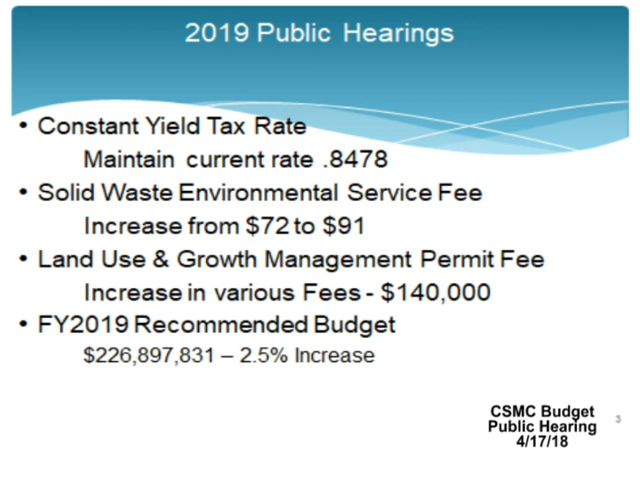 2019 Public Hearings
• Constant Yield Tax Rate
Maintain current rate .8478
• Solid Waste Environmental Service Fee
Increase from $72 to $91
• Land Use & Growth Management Permit Fee
Increase in various Fees - $140,000
• FY2019 Recommended Budget
$226,897,831 – 2.5% Increase
CSMC Budget
Public Hearing
4/17/18
3